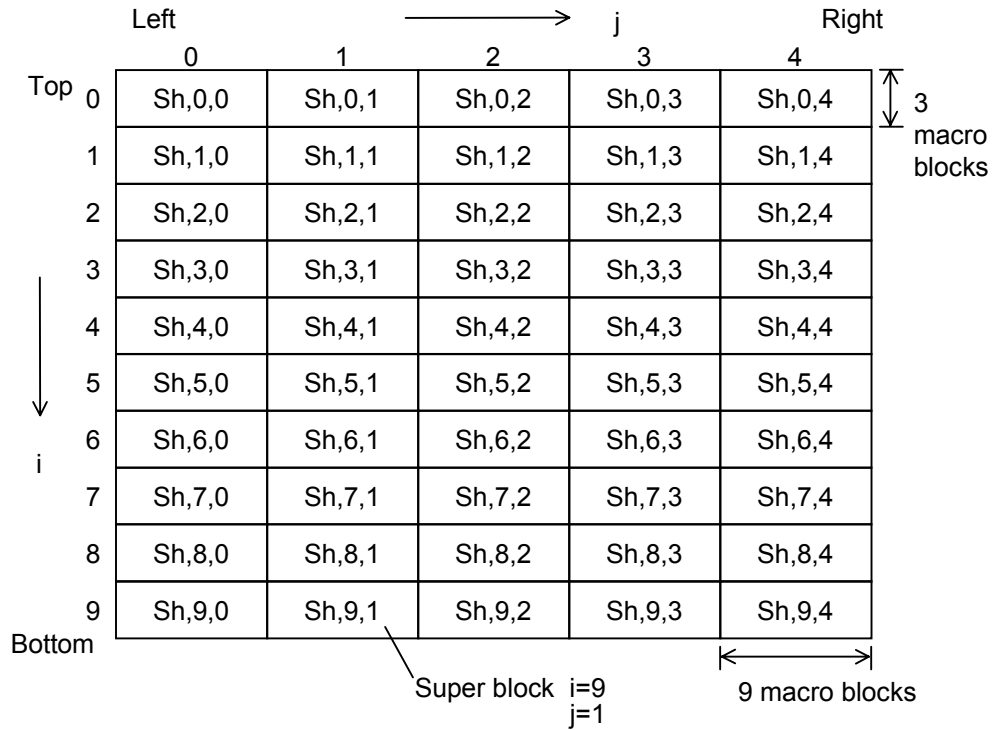 Left j Right
0 1 2 3 4
Top 0 Sh,0,0 Sh,0,1 Sh,0,2 Sh,0,3 Sh,0,4 3
macro
blocks
1 Sh,1,0 Sh,1,1 Sh,1,2 Sh,1,3 Sh,1,4
2 Sh,2,0 Sh,2,1 Sh,2,2 Sh,2,3 Sh,2,4
3 Sh,3,0 Sh,3,1 Sh,3,2 Sh,3,3 Sh,3,4
4 Sh,4,0 Sh,4,1 Sh,4,2 Sh,4,3 Sh,4,4
5 Sh,5,0 Sh,5,1 Sh,5,2 Sh,5,3 Sh,5,4
6 Sh,6,0 Sh,6,1 Sh,6,2 Sh,6,3 Sh,6,4
i
7 Sh,7,0 Sh,7,1 Sh,7,2 Sh,7,3 Sh,7,4
8 Sh,8,0 Sh,8,1 Sh,8,2 Sh,8,3 Sh,8,4
9 Sh,9,0 Sh,9,1 Sh,9,2 Sh,9,3 Sh,9,4
Bottom
Super block i=9
j=1
9 macro blocks